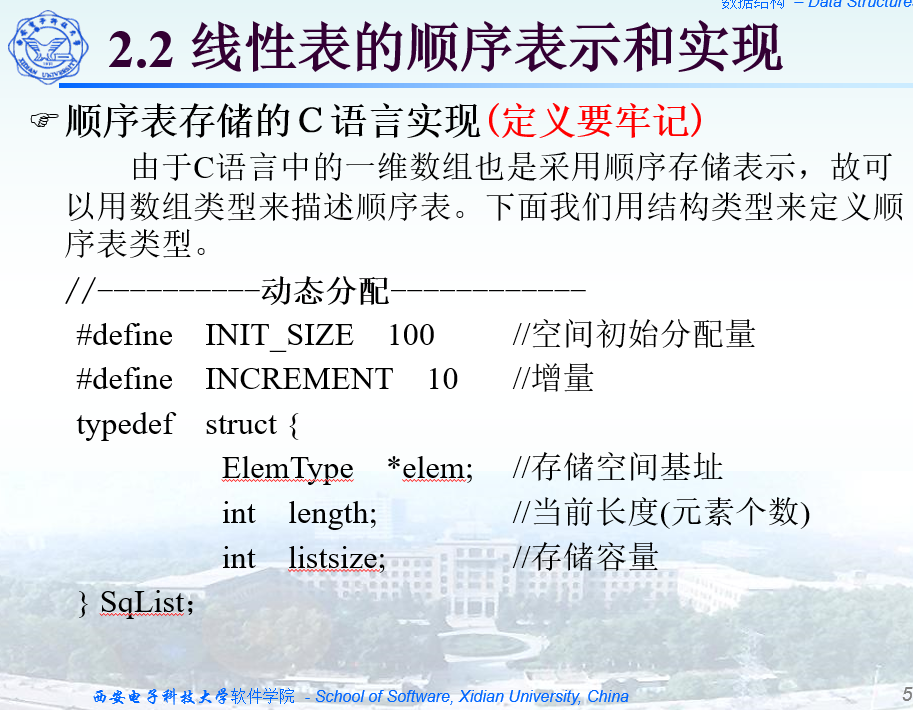 数据结构 – Data Structures
2.2 线性表的顺序表示和实现
☞顺序表存储的Ｃ语言实现(定义要牢记)
由于C语言中的一维数组也是采用顺序存储表示，故可
以用数组类型来描述顺序表。下面我们用结构类型来定义顺
序表类型。
//----------动态分配------------
#define INIT_SIZE 100 //空间初始分配量
#define INCREMENT 10 //增量
typedef struct {
ElemType *elem; //存储空间基址
int length; //当前长度(元素个数)
int listsize; //存储容量
} SqList；
西安电子科技大学软件学院 - School of Software, Xidian University, China
5